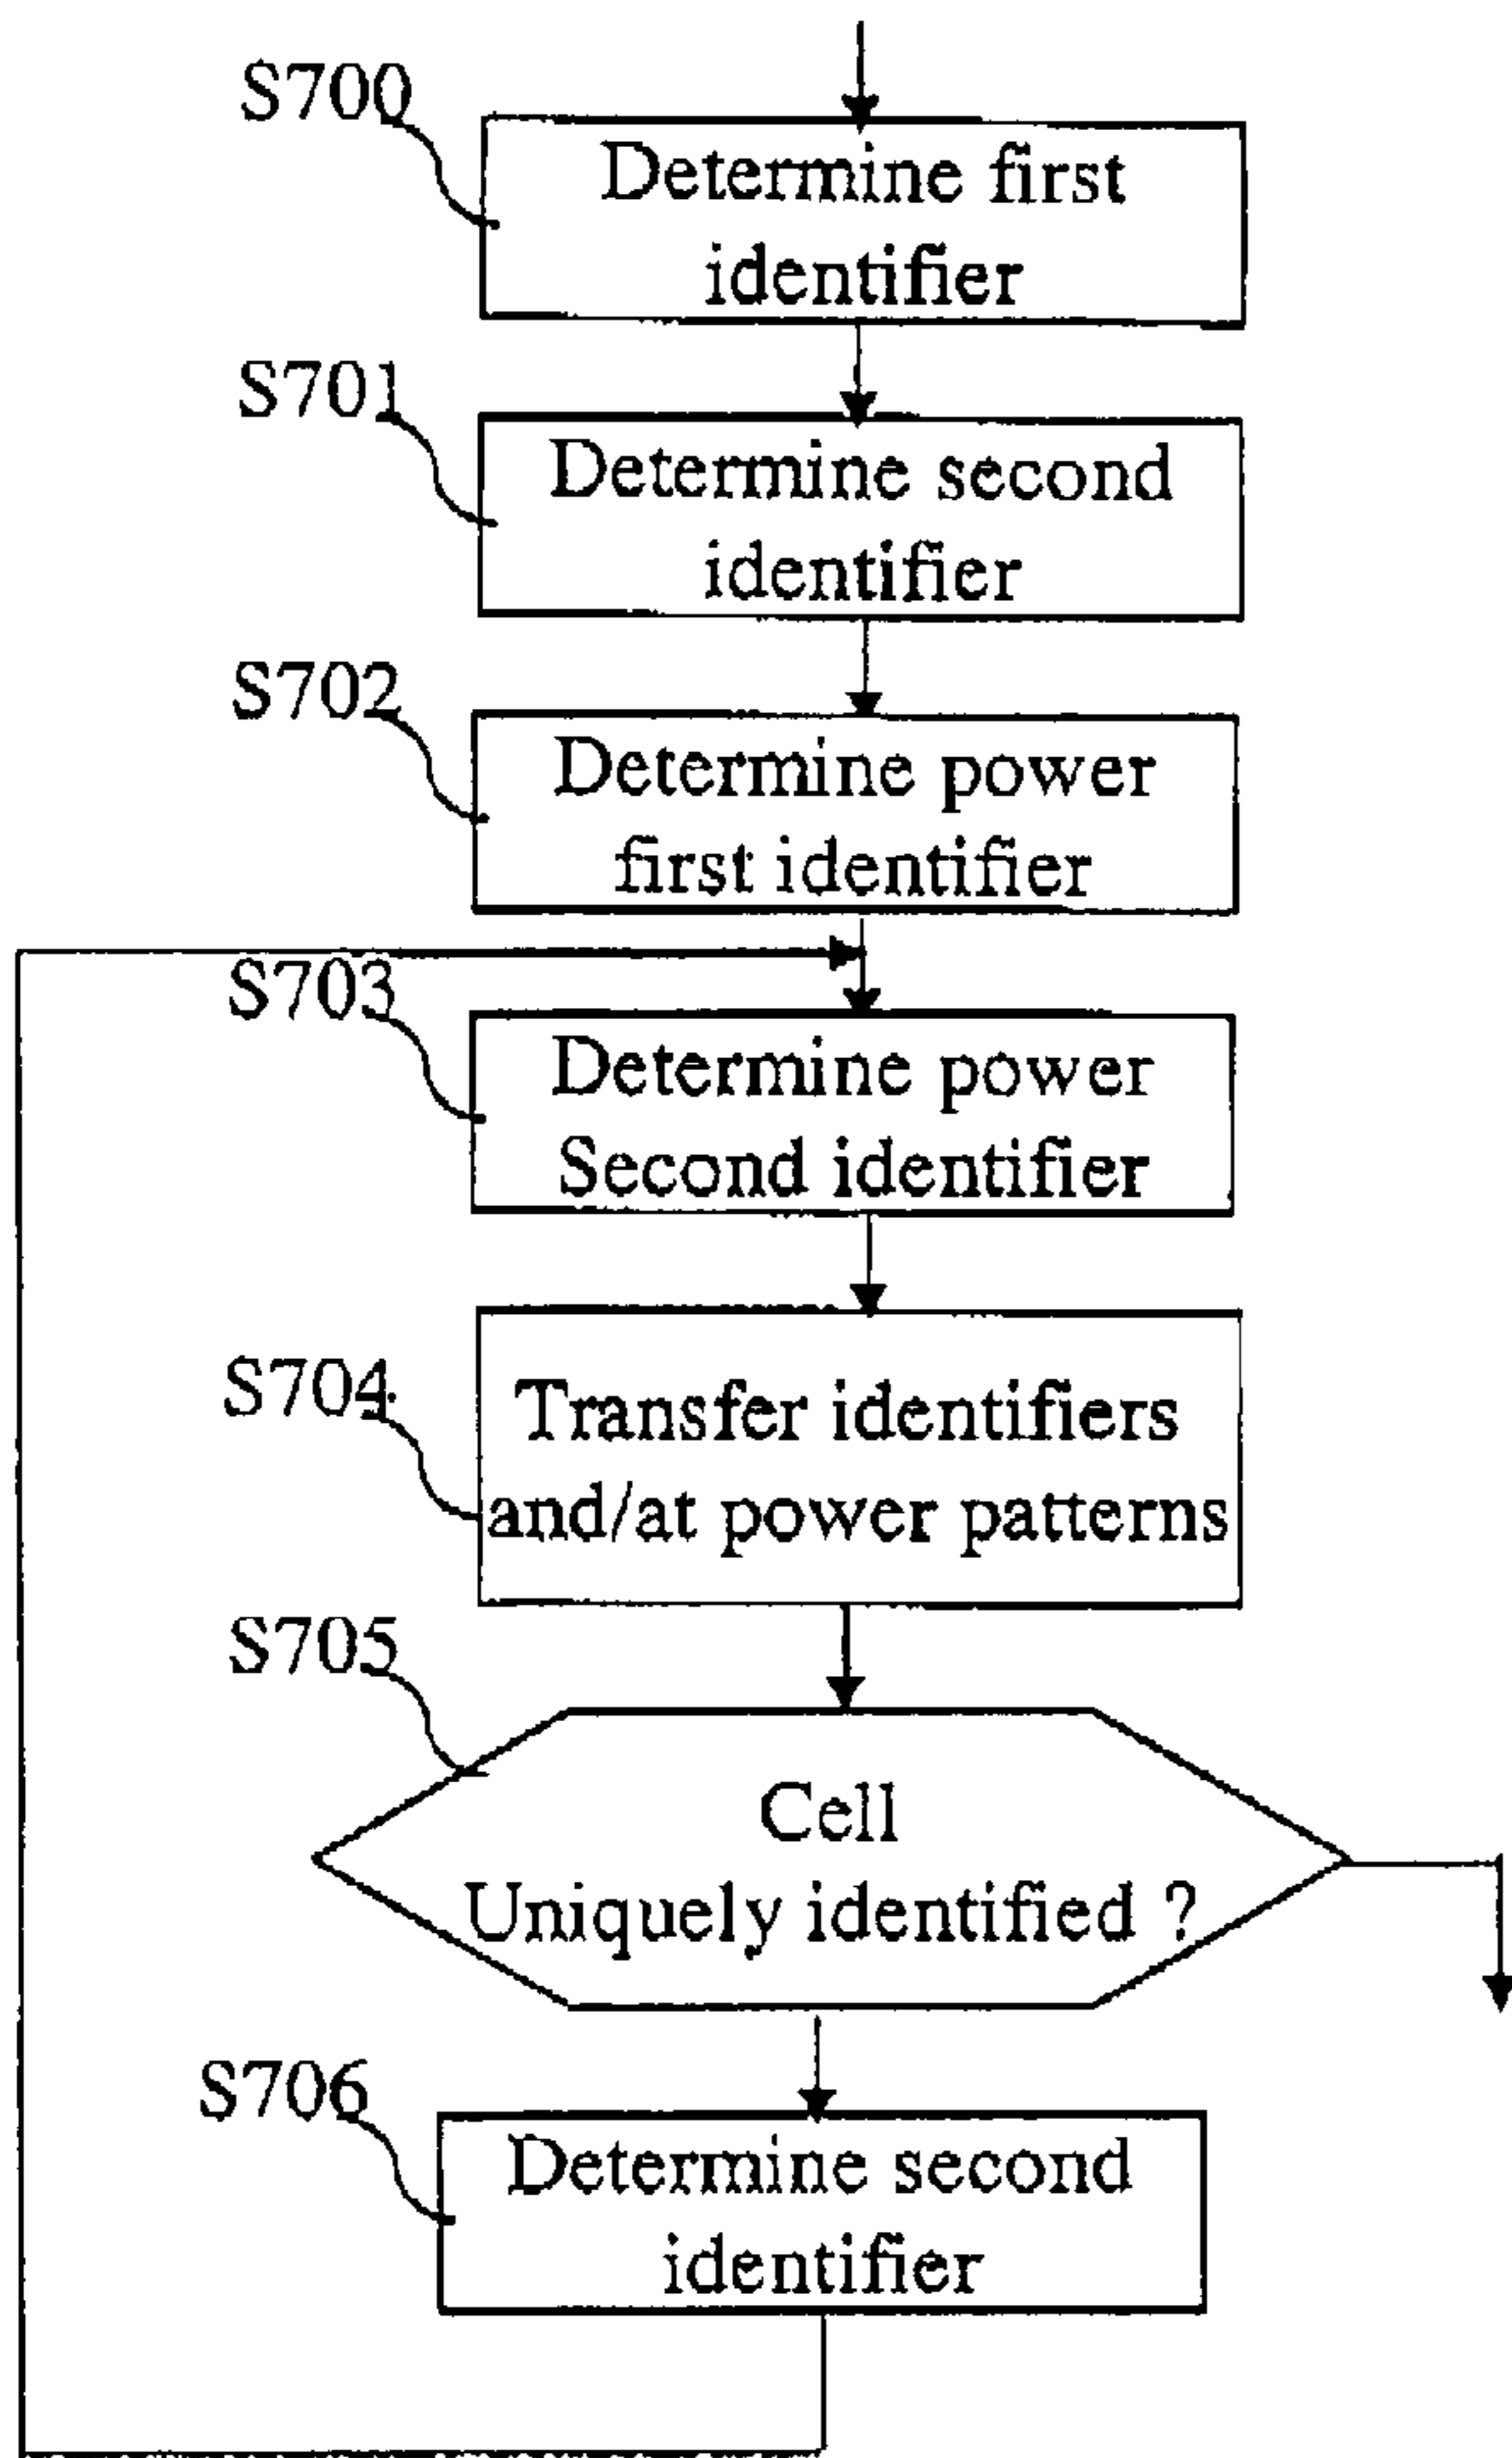 S700
Determine first
identifier
S701
Determine second
identifier
S702
Determine power
first identifier
S703
Determine power
Second identifier
S704
Transfer identifiers
and/at power patterns
S705
Cell
Uniquely identified ?
S706
Determine second
identifier